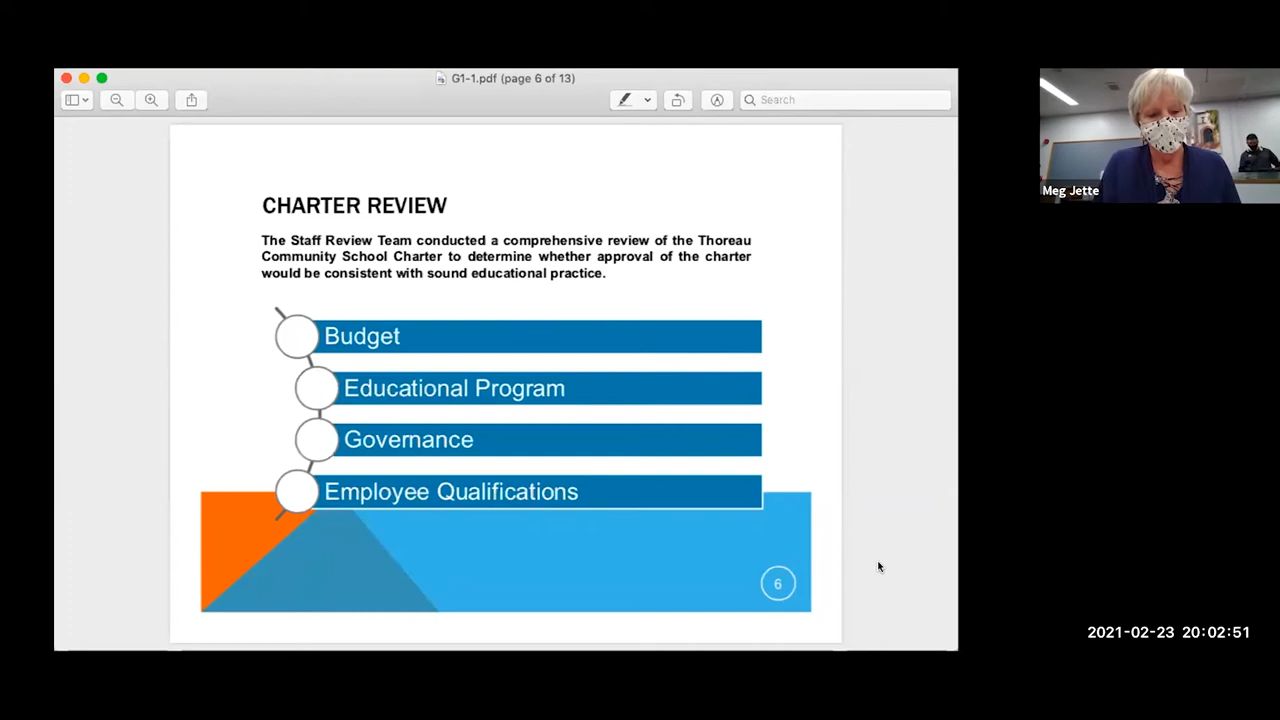 G1-1.pdf (page 6 of 13)
Search
CHARTER REVIEW
The Staff Review Team conducted a comprehensive review of the Thoreau
Community School Charter to determine whether approval of the charter
would be consistent with sound educational practice.
Budget
Educational Program
Governance
Employee Qualifications
6
Meg Jette
2021-02-23 20:02:51